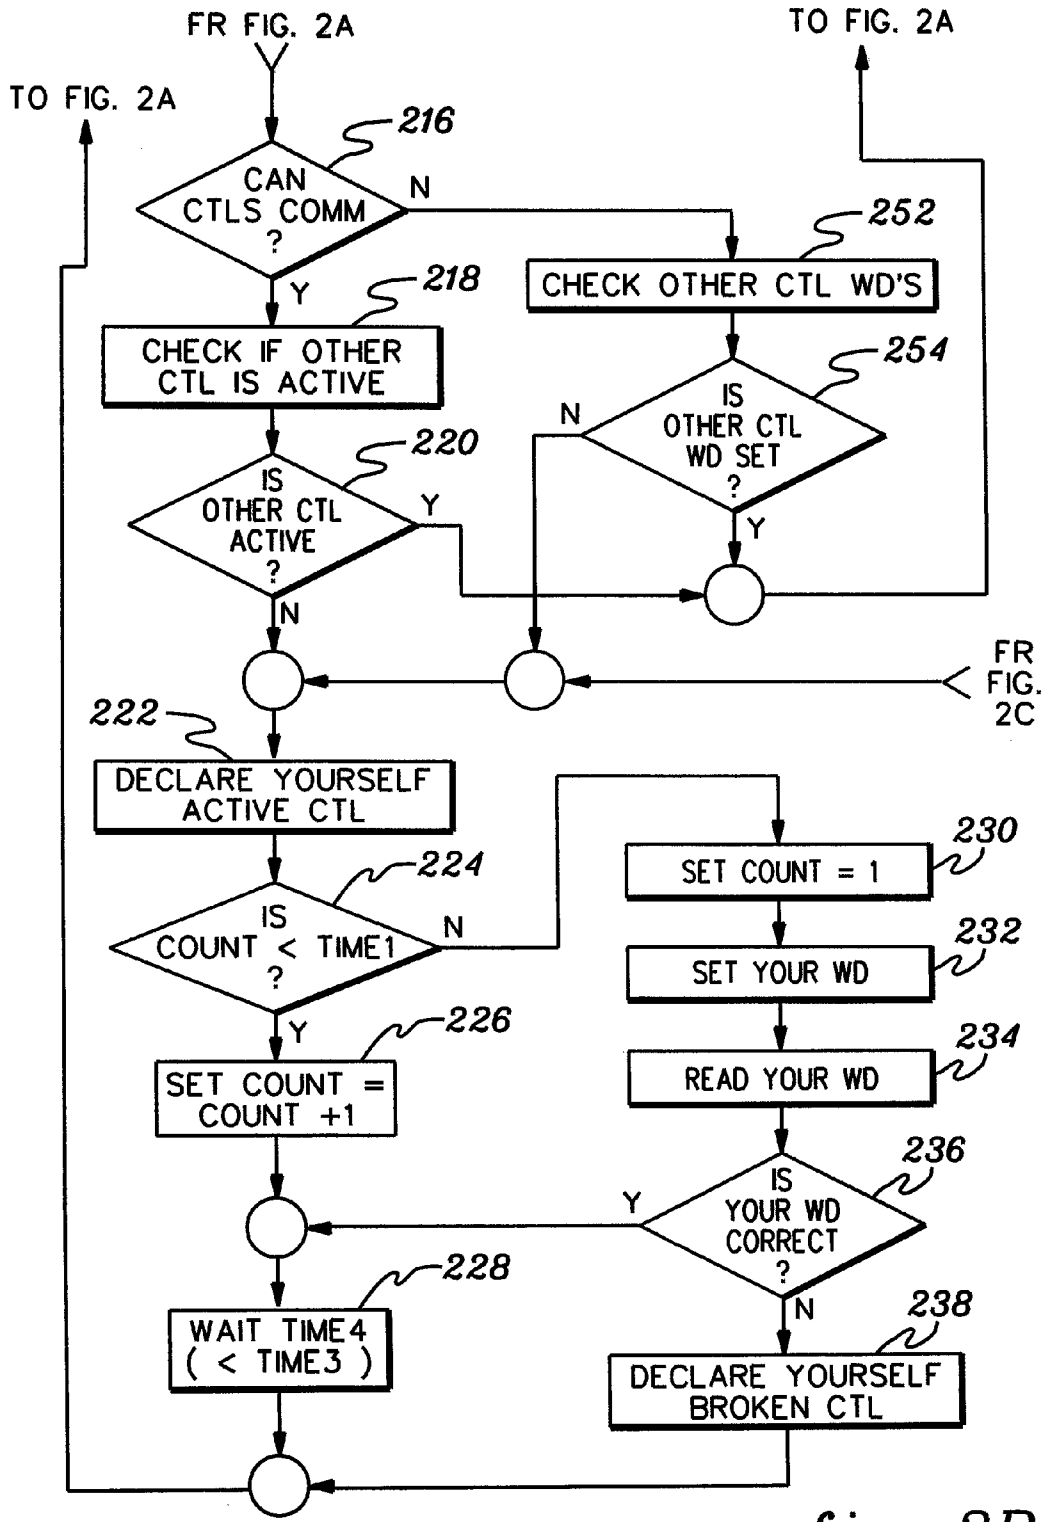 FR FIG. 2A
TO FIG. 2A
TO FIG. 2A
216
CAN
CTLS COMM
?
N
Y
252
CHECK OTHER CTL WD'S
218
CHECK IF OTHER
CTL IS ACTIVE
254
IS
OTHER CTL
WD SET
?
N
Y
220
IS
OTHER CTL
ACTIVE
?
Y
N
FR
FIG.
2C
222
DECLARE YOURSELF
ACTIVE CTL
224
IS
COUNT < TIME1
?
N
Y
230
SET COUNT = 1
232
SET YOUR WD
226
SET COUNT =
COUNT +1
234
READ YOUR WD
236
IS
YOUR WD
CORRECT
?
Y
N
228
WAIT TIME4
( < TIME3 )
238
DECLARE YOURSELF
BROKEN CTL